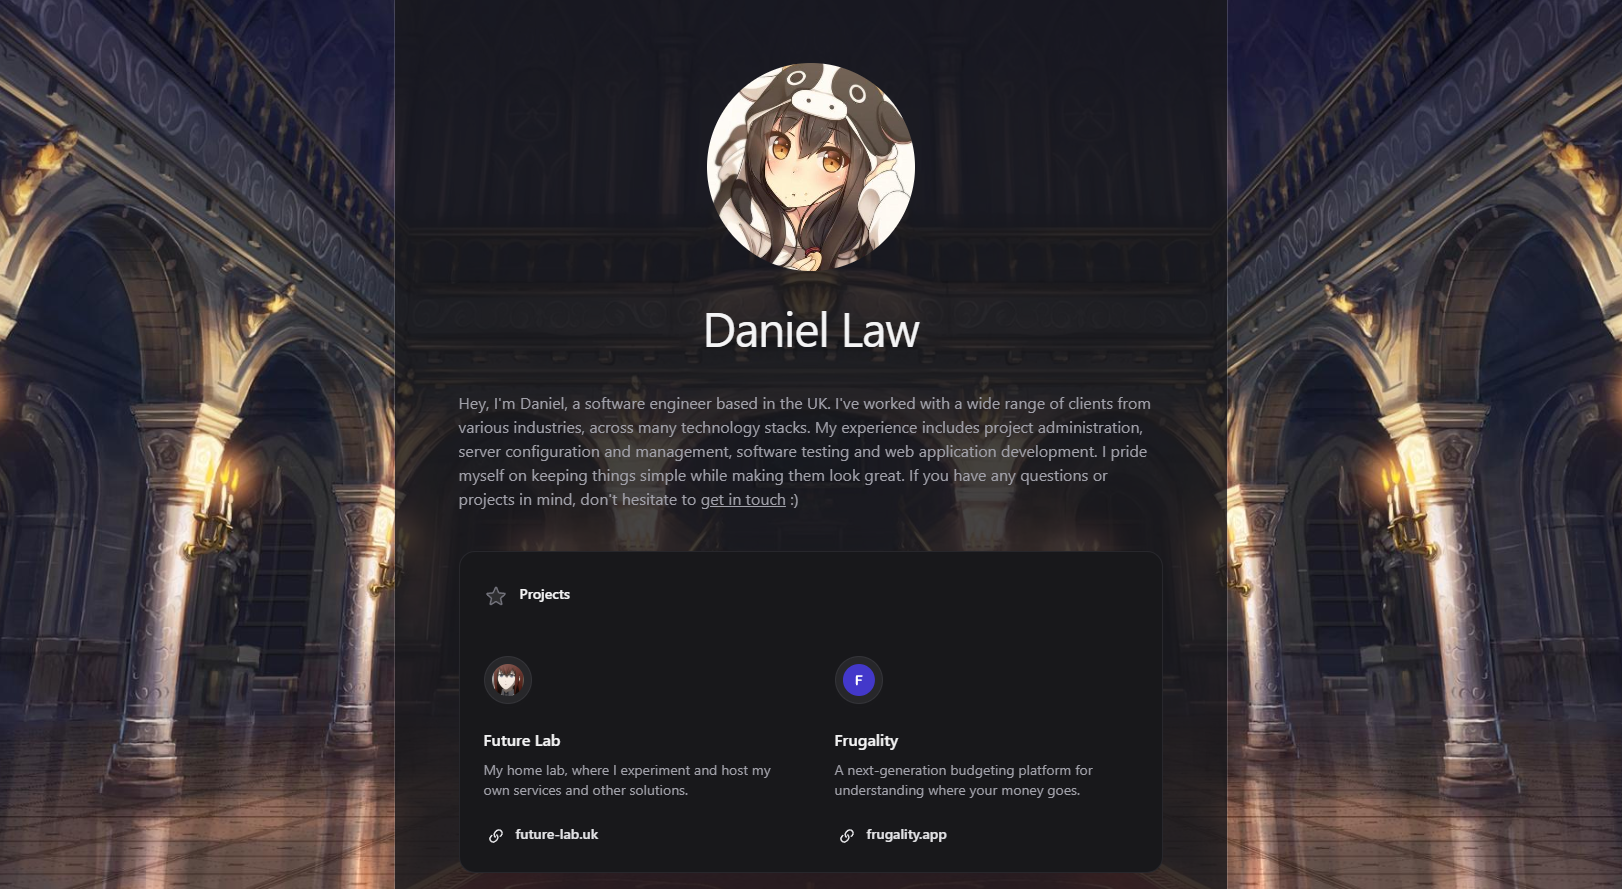 Daniel Law
Hey, I'm Daniel, a software engineer based in the UK. I've worked with a wide range of clients from
various industries, across many technology stacks. My experience includes project administration,
server configuration and management, software testing and web application development. I pride
myself on keeping things simple while making them look great. If you have any questions or
projects in mind, don't hesitate to get in touch :)
Projects
F
Future Lab
My home lab, where I experiment and host my
own services and other solutions.
future-lab.uk
Frugality
A next-generation budgeting platform for
understanding where your money goes.
frugality.app